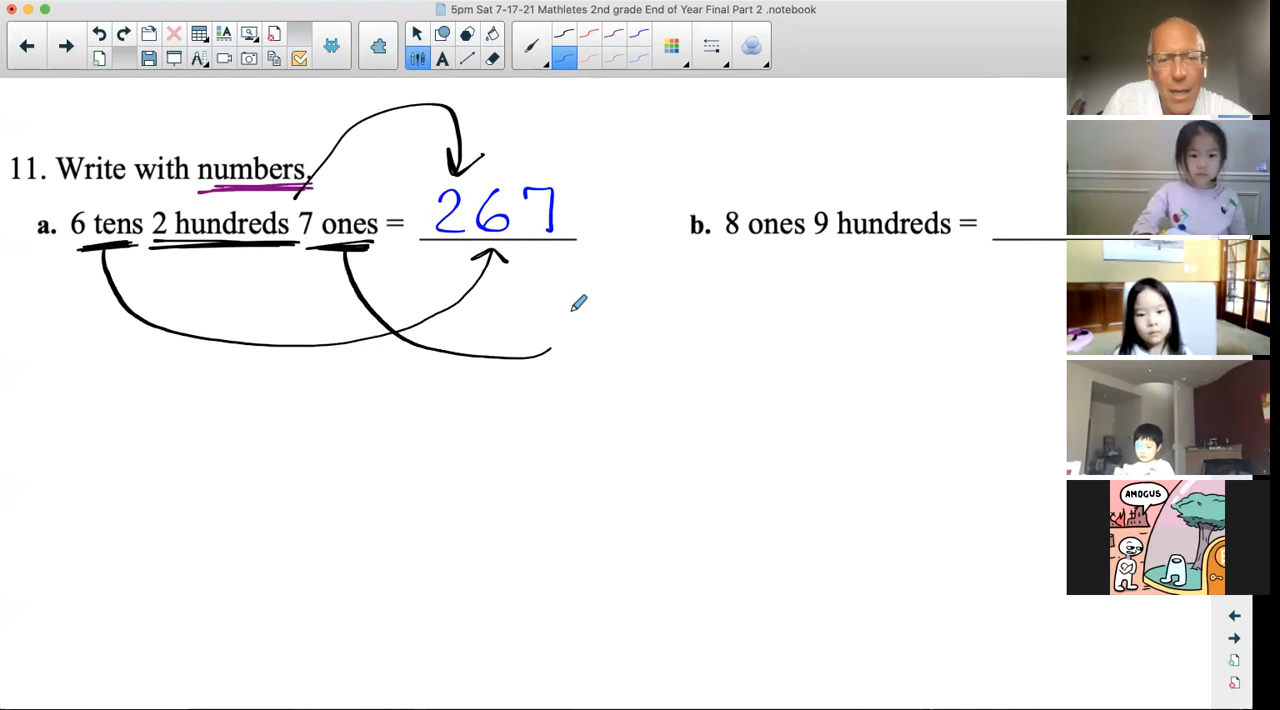 5pm Sat 7-17-21 Mathletes 2nd grade End of Year Final Part 2 .notebook
11. Write with numbers.
a. 6 tens 2 hundreds 7 ones = 267
b. 8 ones 9 hundreds =
AMOGUS